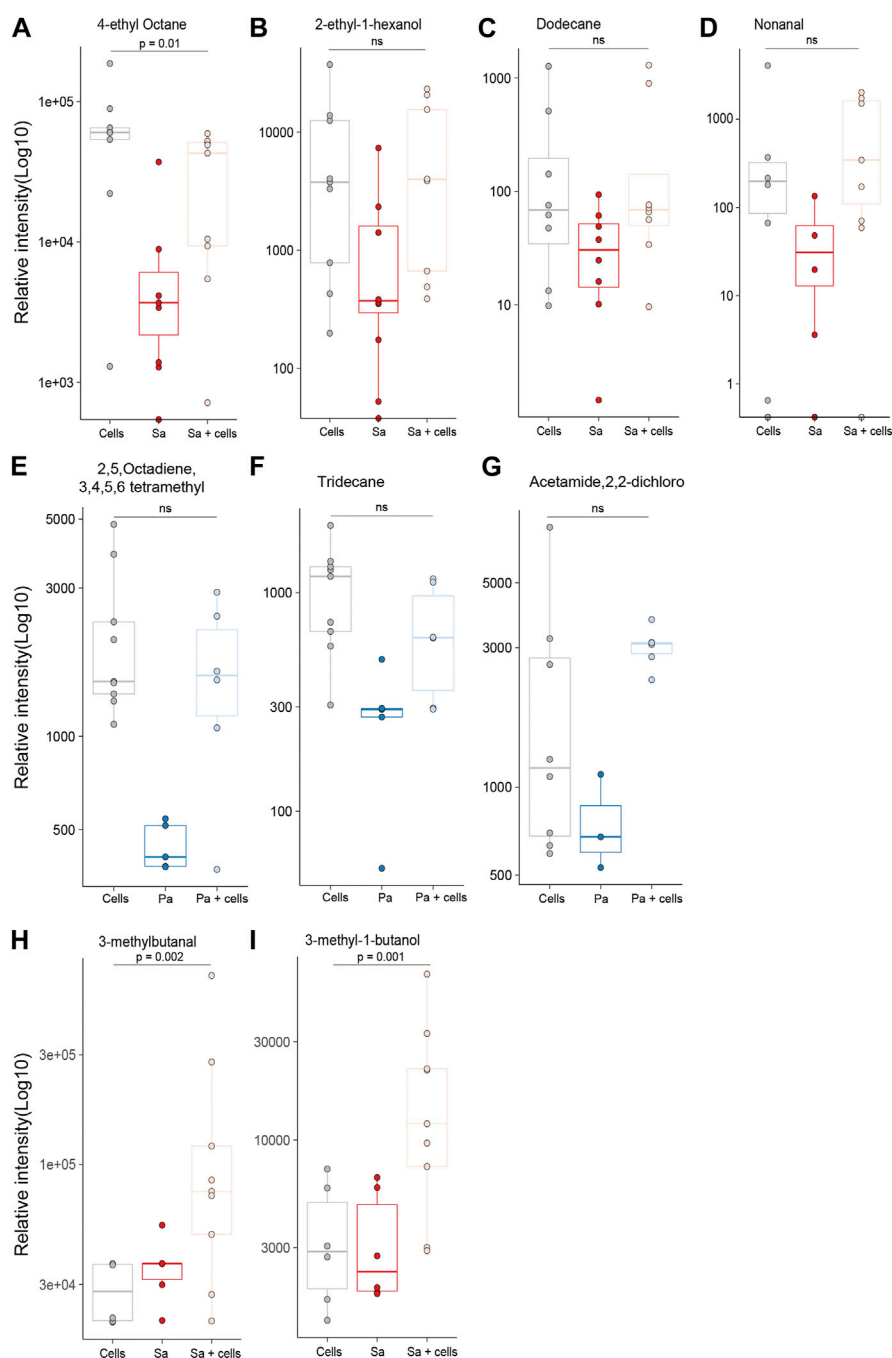 A
4-ethyl Octane
p = 0.01
Relative intensity(Log10)
1e+05
1e+04
1e+03
Cells
Sa
Sa + cells
B
2-ethyl-1-hexanol
ns
10000
1000
100
Cells
Sa
Sa + cells
C
Dodecane
ns
1000
100
10
Cells
Sa
Sa + cells
D
Nonanal
ns
1000
100
10
1
Cells
Sa
Sa + cells
E
2,5,Octadiene,
3,4,5,6 tetramethyl
ns
Relative intensity(Log10)
5000
3000
1000
500
Cells
Pa
Pa + cells
F
Tridecane
ns
1000
300
100
Cells
Pa
Pa + cells
G
Acetamide,2,2-dichloro
ns
5000
3000
1000
500
Cells
Pa
Pa + cells
H
3-methylbutanal
p = 0.002
Relative intensity(Log10)
3e+05
1e+05
3e+04
Cells
Sa
Sa + cells
I
3-methyl-1-butanol
p = 0.001
30000
10000
3000
Cells
Sa
Sa + cells